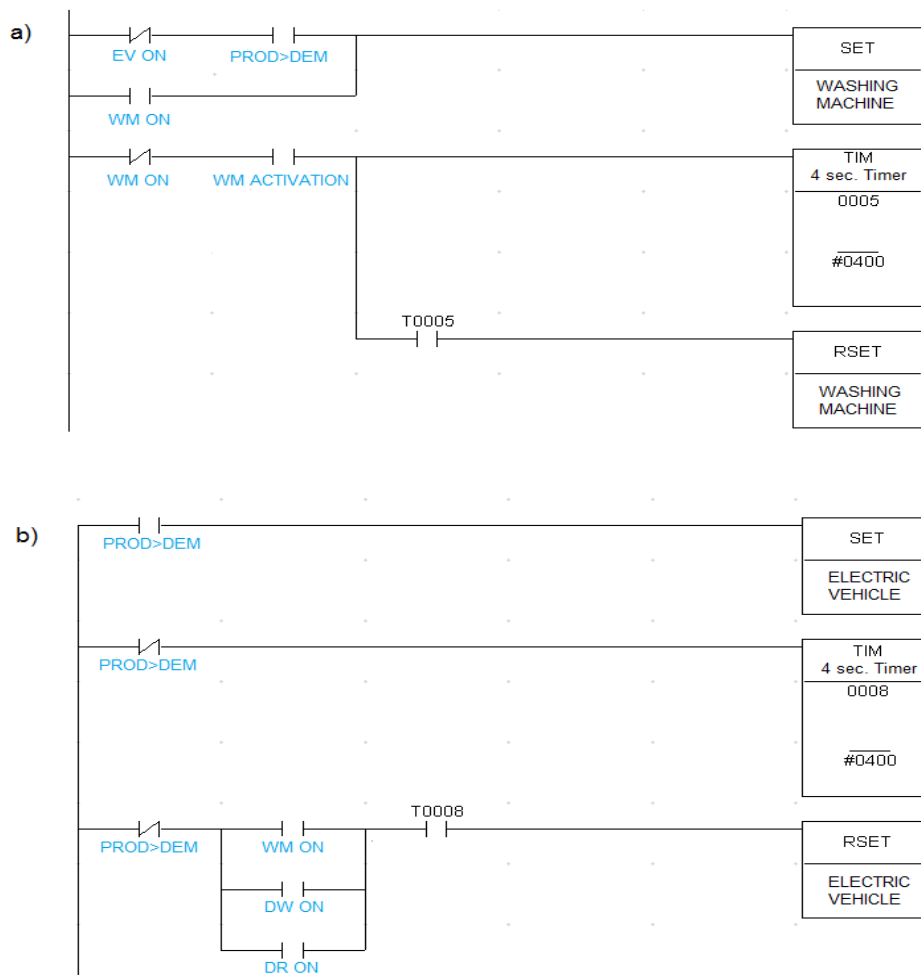 a)
SET
EV ON
PROD>DEM
WASHING
MACHINE
WM ON
TIM
4 sec. Timer
WM ON
WM ACTIVATION
0005
#0400
T0005
RSET
WASHING
MACHINE
b)
SET
PROD>DEM
ELECTRIC
VEHICLE
TIM
4 sec. Timer
PROD>DEM
0008
#0400
T0008
RSET
PROD>DEM
WM ON
ELECTRIC
VEHICLE
DW ON
DR ON